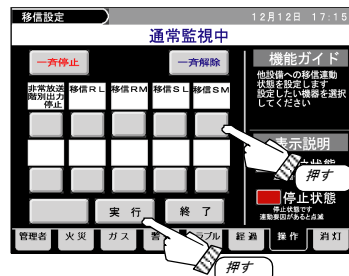 移信設定
12月12日 17:15
通常監視中
一斉停止
一斉解除
非常放送
階別出力
停止
移信RL
移信RM
移信SL
移信SM
機能ガイド
他設備への移信連動
状態を設定します
設定したい機器を選択
してください
表示説明
状態
押す
停止状態
停止状態です
連動要因があると点滅
実 行
終 了
管理者
火 災
ガ ス
ラブル
経 過
操 作
消 灯
押す